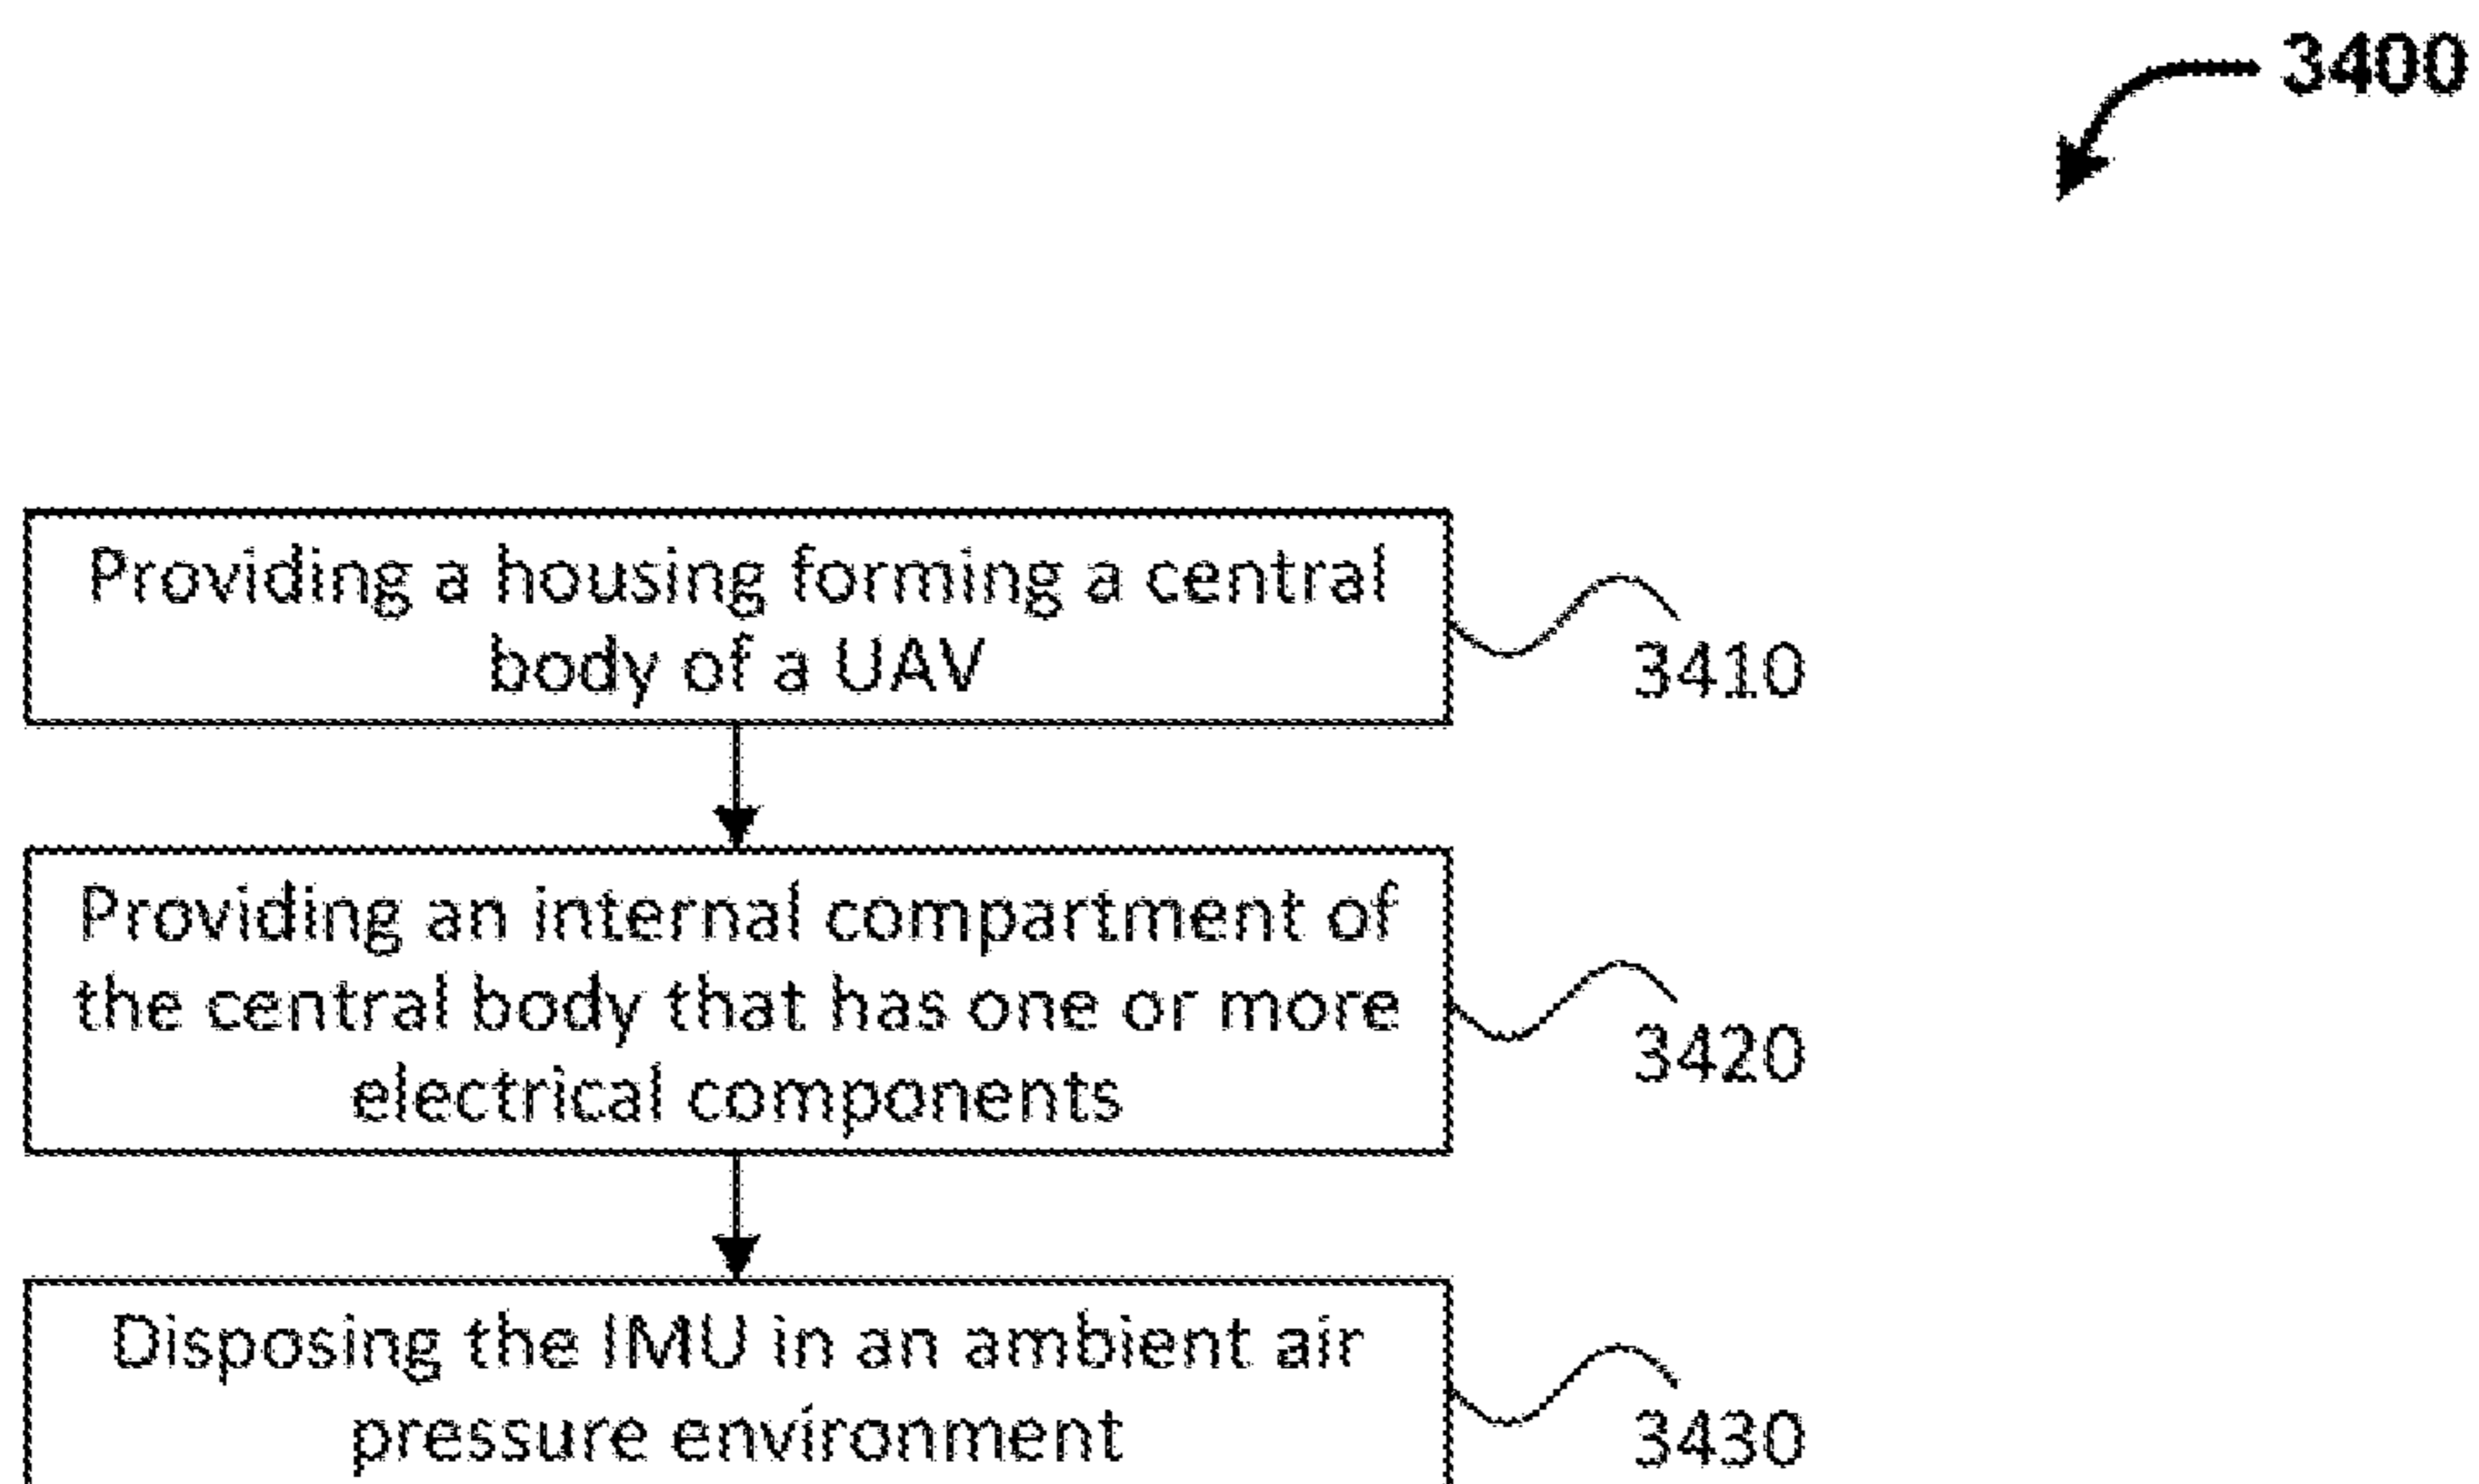 3400
Providing a housing forming a central
body of a UAV
3410
Providing an internal compartment of
the central body that has one or more
electrical components
3420
Disposing the IMU in an ambient air
pressure environment
3430